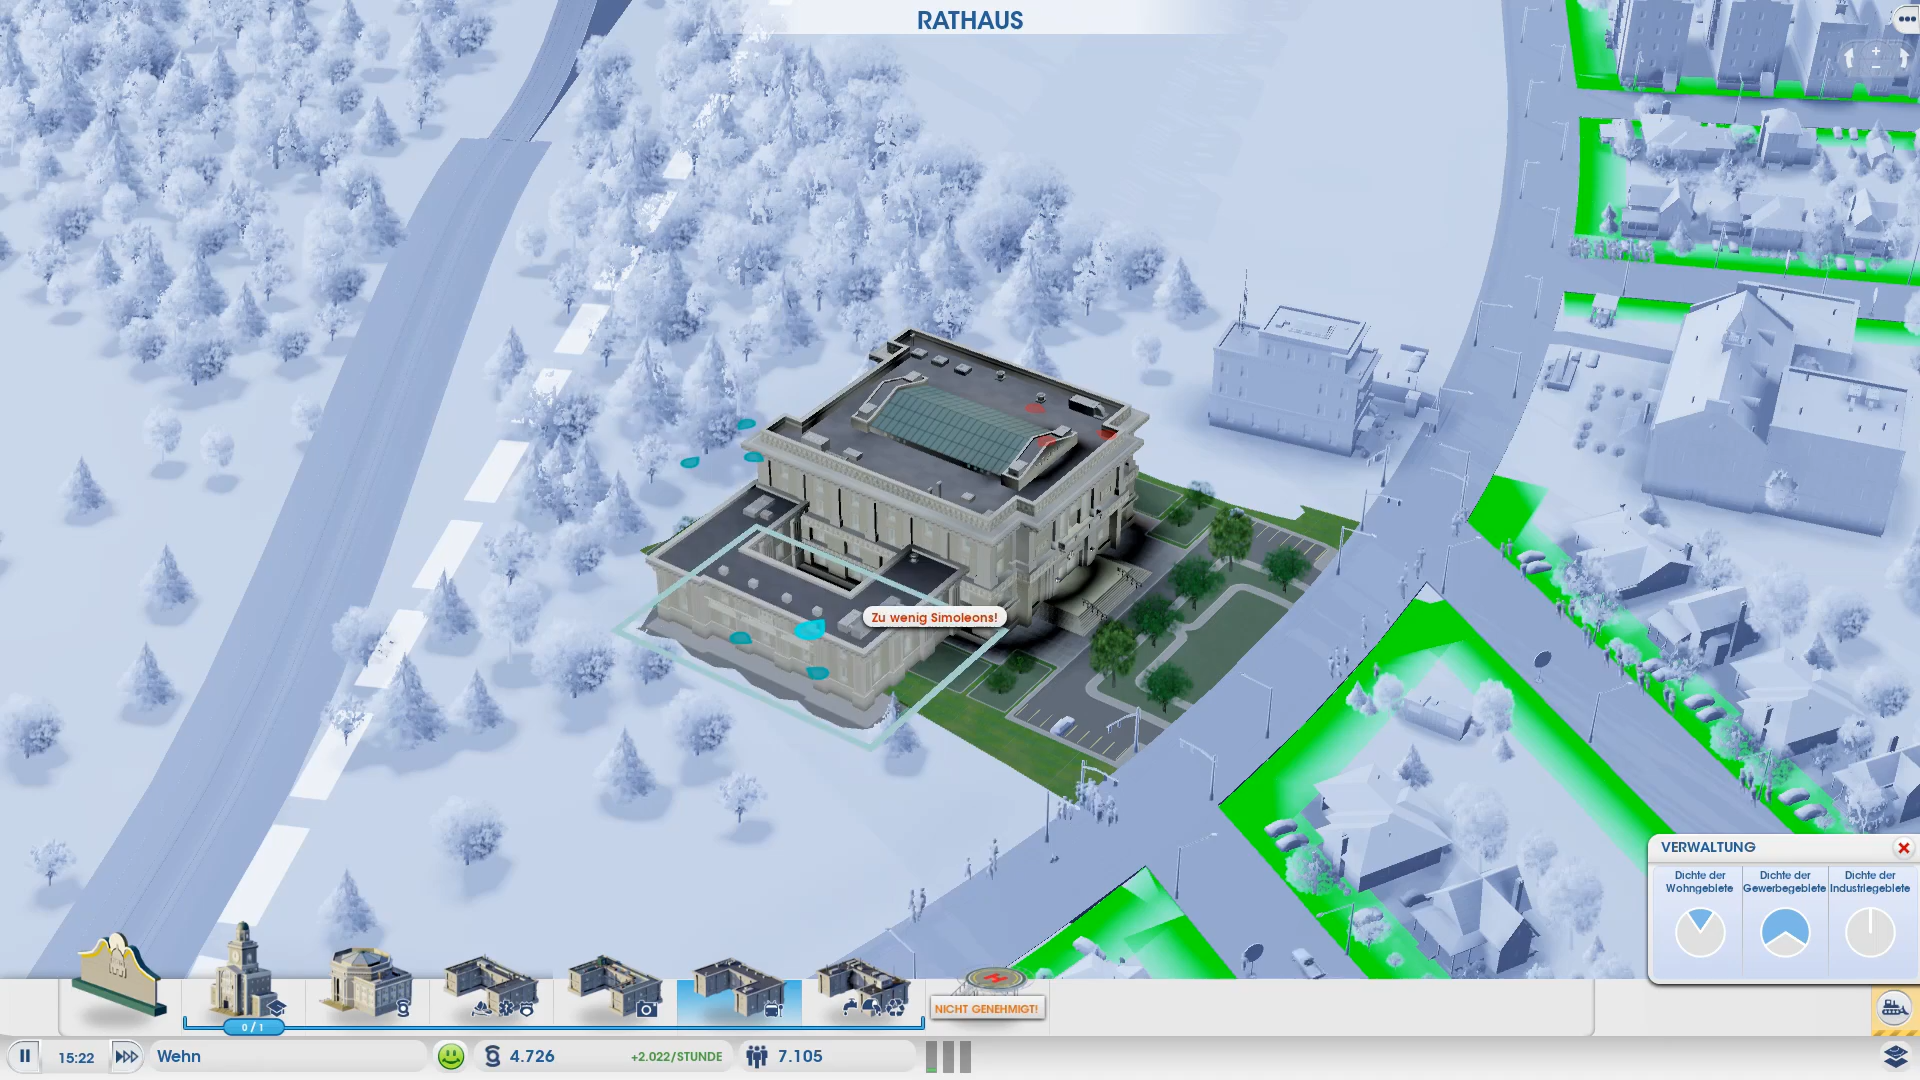 RATHAUS
Zu wenig Simoleons!
VERWALTUNG
Dichte der
Wohngebiete
Dichte der
Gewerbegebiete
Dichte der
Industriegebiete
NICHT GENEHMIGT!
0 / 1
15:22
Wehn
4.726
+2.022/STUNDE
7.105